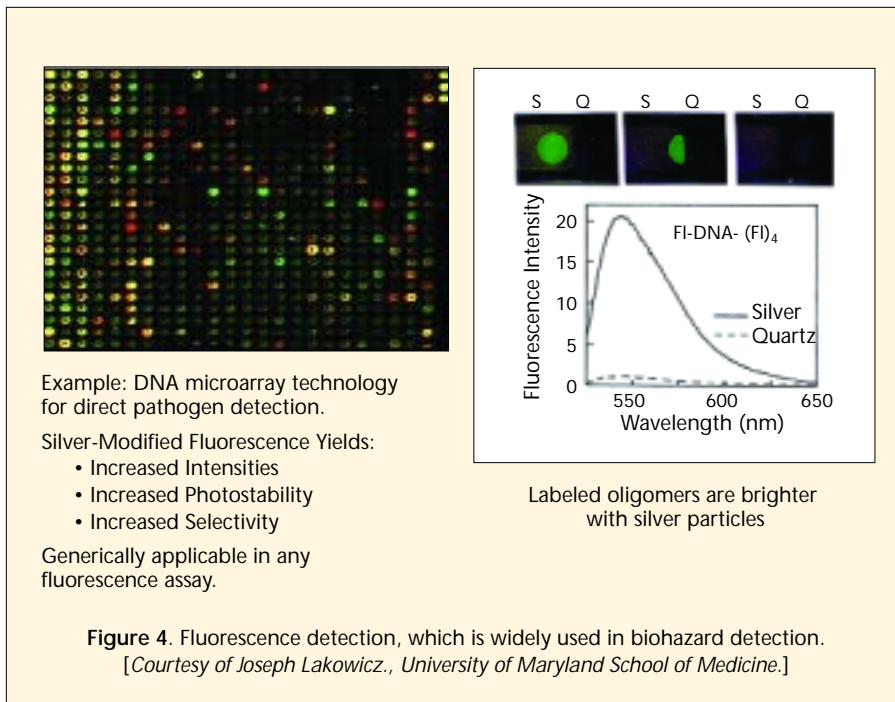 S Q S Q S Q
Fluorescence Intensity
20
15
10
5
0
Fl-DNA- (Fl)4
Silver
Quartz
550 600 650
Wavelength (nm)
Example: DNA microarray technology
for direct pathogen detection.
Silver-Modified Fluorescence Yields:
• Increased Intensities
• Increased Photostability
• Increased Selectivity
Generically applicable in any
fluorescence assay.
Labeled oligomers are brighter
with silver particles
Figure 4. Fluorescence detection, which is widely used in biohazard detection.
[Courtesy of Joseph Lakowicz., University of Maryland School of Medicine.]